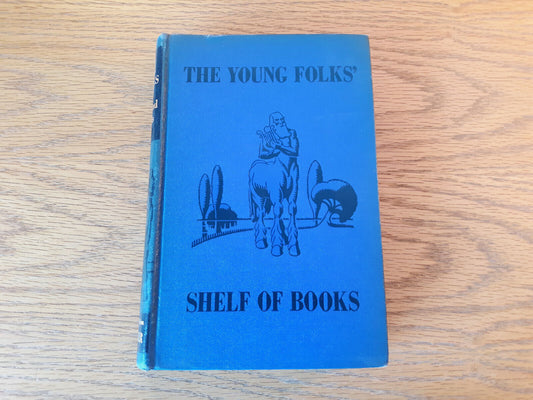 THE YOUNG FOLKS'
SHELF OF BOOKS